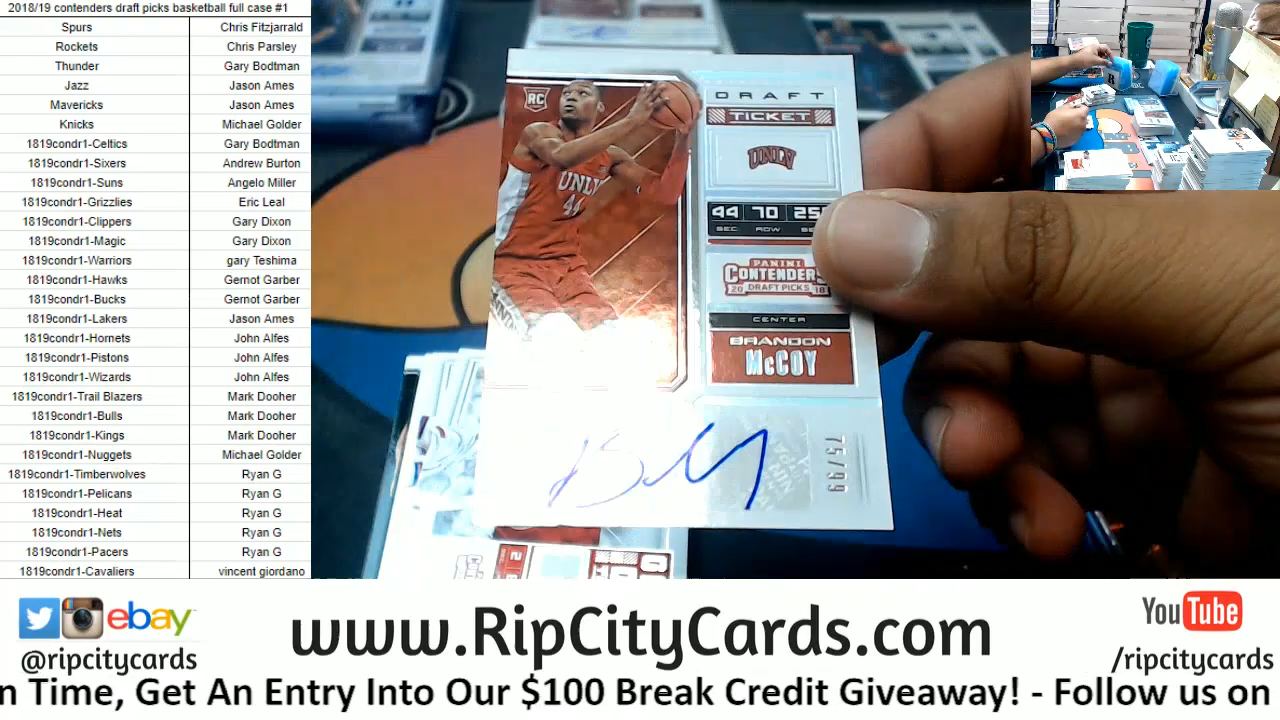 2018/19 contenders draft picks basketball full case #1
Spurs Chris Fitzjarrald
Rockets Chris Parsley
Thunder Gary Bodtman
Jazz Jason Ames
Mavericks Jason Ames
Knicks Michael Golder
1819condr1-Celtics Gary Bodtman
1819condr1-Sixers Andrew Burton
1819condr1-Suns Angelo Miller
1819condr1-Grizzlies Eric Leal
1819condr1-Clippers Gary Dixon
1819condr1-Magic Gary Dixon
1819condr1-Warriors gary Teshima
1819condr1-Hawks Gernot Garber
1819condr1-Bucks Gernot Garber
1819condr1-Lakers Jason Ames
1819condr1-Hornets John Alfes
1819condr1-Pistons John Alfes
1819condr1-Wizards John Alfes
1819condr1-Trail Blazers Mark Dooher
1819condr1-Bulls Mark Dooher
1819condr1-Kings Mark Dooher
1819condr1-Nuggets Michael Golder
1819condr1-Timberwolves Ryan G
1819condr1-Pelicans Ryan G
1819condr1-Heat Ryan G
1819condr1-Nets Ryan G
1819condr1-Pacers Ryan G
1819condr1-Cavaliers vincent giordano
RC
UNLV
44
DRAFT
TICKET
UNLV
44 70
SEC ROW
PANINI
CONTENDERS
20 DRAFT PICKS 18
CENTER
BRANDON
McCOY
75/99
ebay
@ripcitycards
www.RipCityCards.com
YouTube
/ripcitycards
n Time, Get An Entry Into Our $100 Break Credit Giveaway! - Follow us on